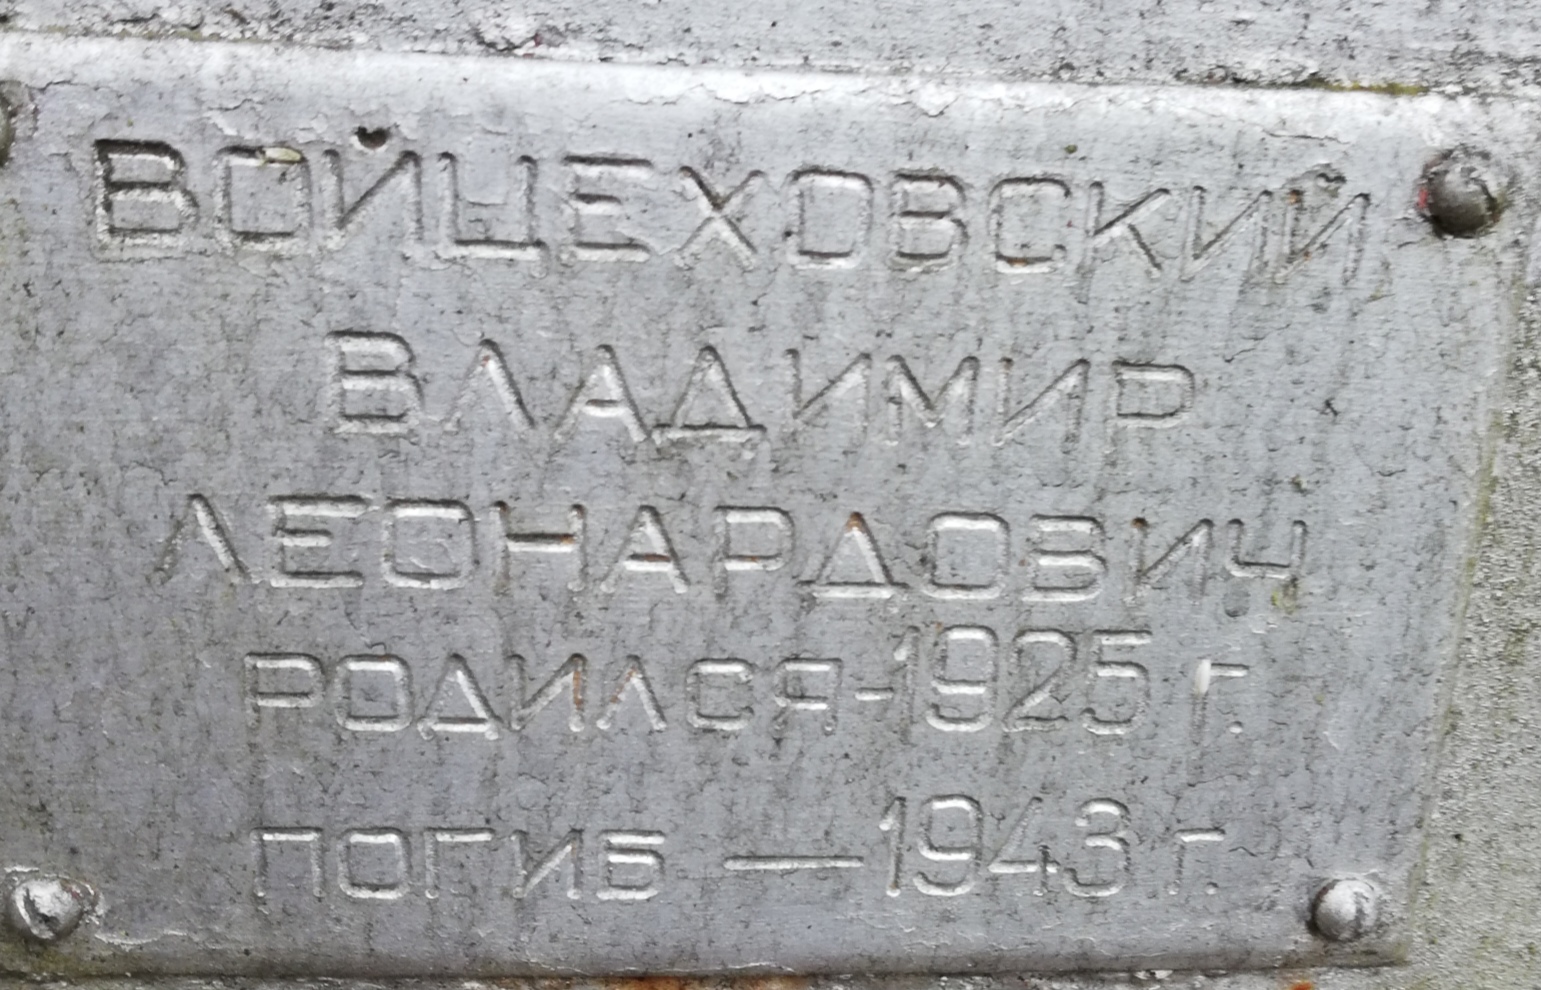 ВОЙЦЕХОВСКИЙ
ВЛАДИМИР
ЛЕОНАРДОВИЧ
РОДИЛСЯ-1925 г.
ПОГИБ — 1943 г.